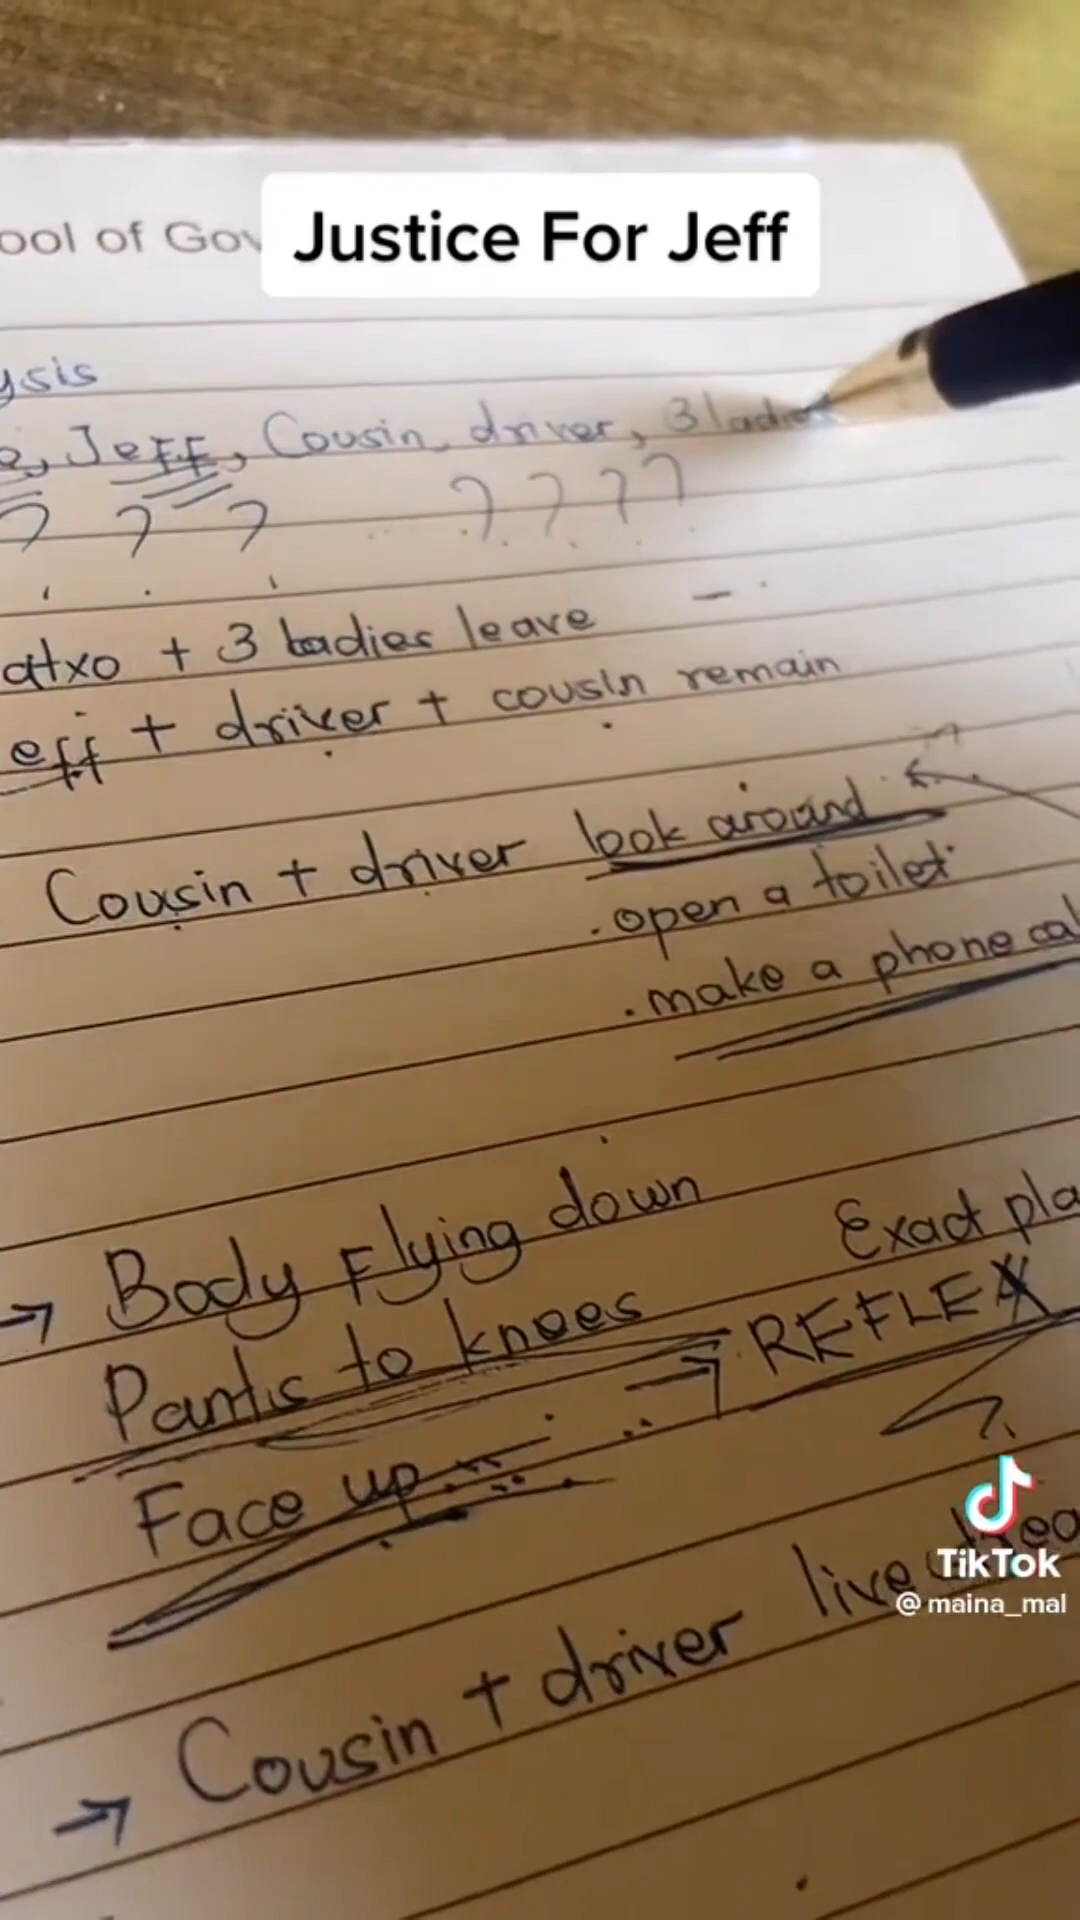 ool of Gov
Justice For Jeff
ysis
e, Jeff, Cousin, driver, 3 ladies
? ? ? ? ? ? ?
atxo + 3 ladies leave
eff + driver + cousin remain
Cousin + driver look around
. open a toilet
. make a phone cal
→ Body Flying down
Exact pla
Pants to knees
→ REFLEX
Face up
TikTok
@maina_mal
→ Cousin + driver live